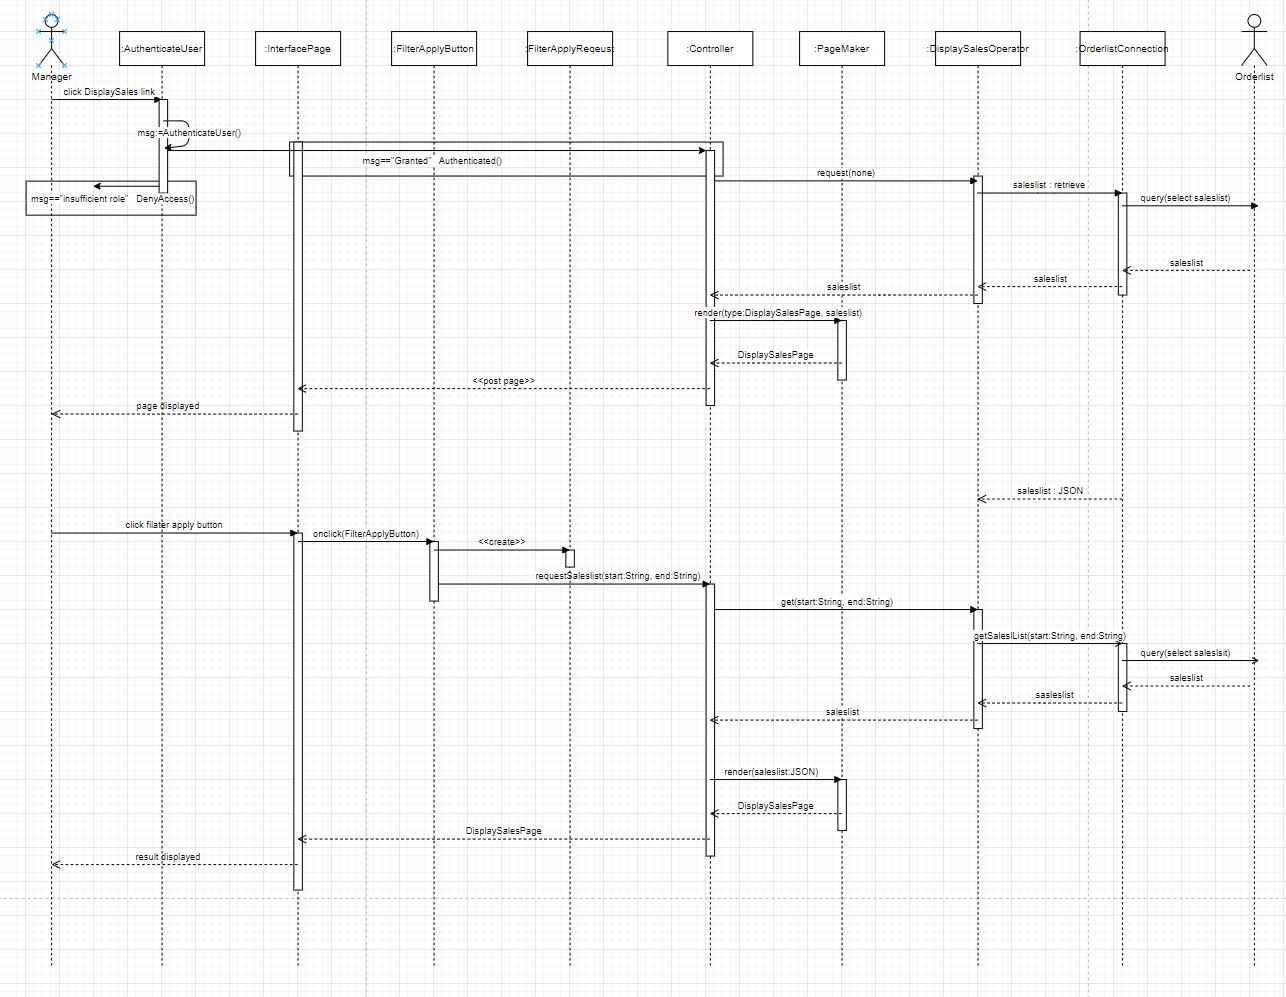 :AuthenticateUser
:InterfacePage
:FilterApplyButton
:FilterApplyReqeust
:Controller
:PageMaker
:DisplaySalesOperator
:OrderlistConnection
Manager
Orderlist
click DisplaySales link
msg:=AuthenticateUser()
msg=="Granted" Authenticated()
request(none)
saleslist : retrieve
msg=="insufficient role" DenyAccess()
query(select saleslist)
saleslist
saleslist
saleslist
render(type:DisplaySalesPage, saleslist)
DisplaySalesPage
<<post page>>
page displayed
saleslist : JSON
click filater apply button
onclick(FilterApplyButton)
<<create>>
requestSaleslist(start:String, end:String)
get(start:String, end:String)
getSaleslList(start:String, end:String)
query(select saleslsit)
saleslist
sasleslist
saleslist
render(saleslist:JSON)
DisplaySalesPage
DisplaySalesPage
result displayed